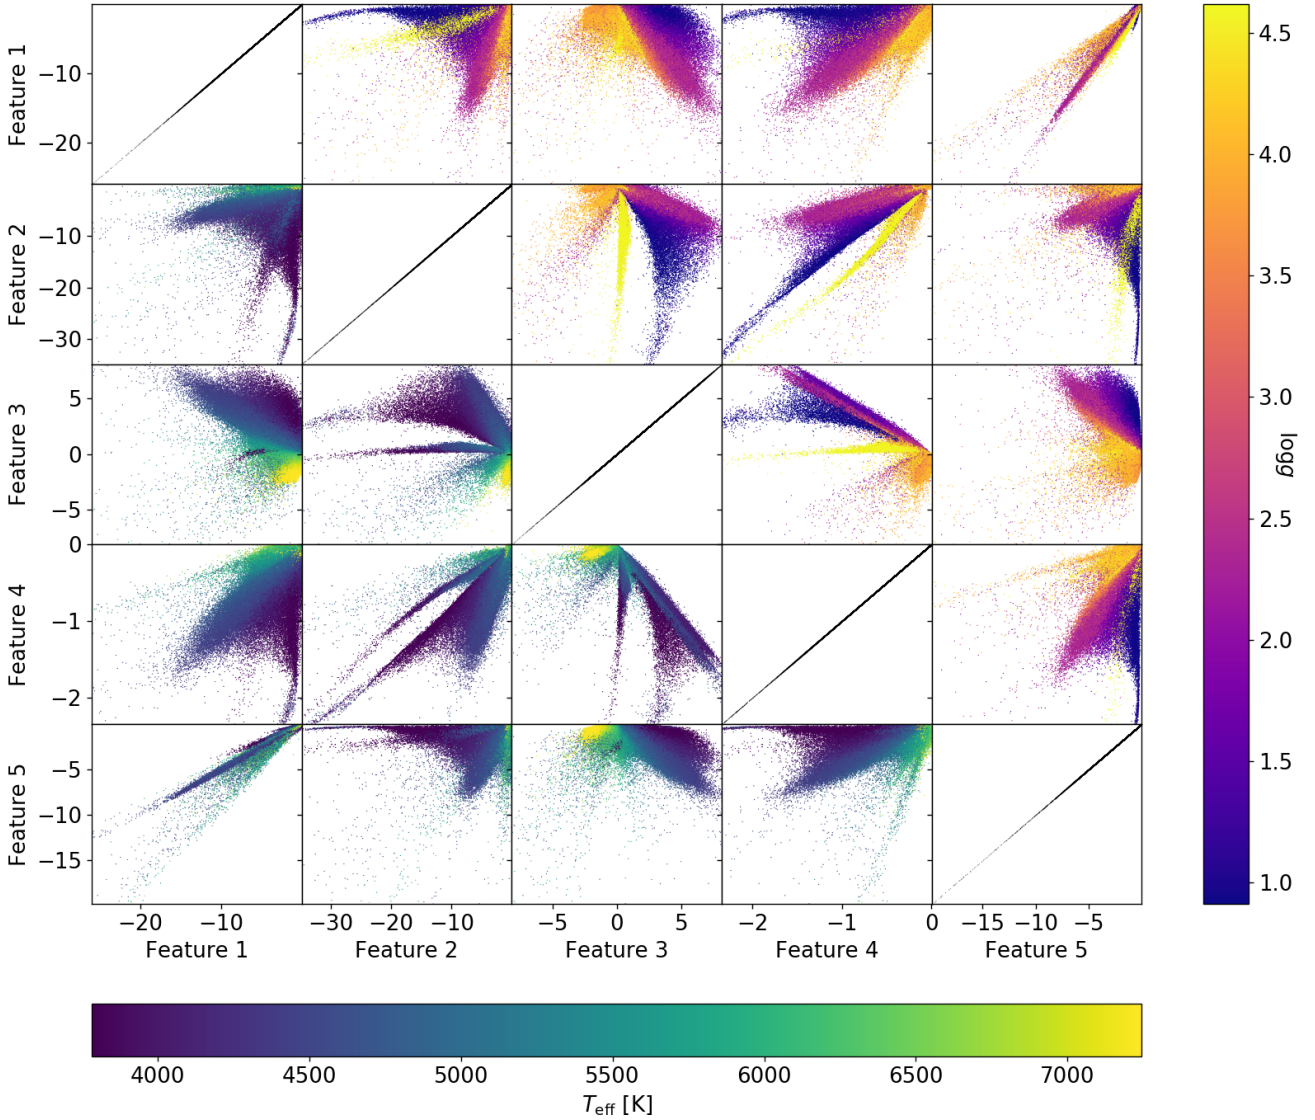 Feature 1
−10
−20
Feature 2
−10
−20
−30
Feature 3
5
0
−5
Feature 4
0
−1
−2
Feature 5
−5
−10
−15
−20 −10
−30 −20 −10
−5 0 5
−2 −1 0
−15 −10 −5
Feature 1 Feature 2 Feature 3 Feature 4 Feature 5
4.5
4.0
3.5
3.0
2.5
2.0
1.5
1.0
logg
4000 4500 5000 5500 6000 6500 7000
T_eff [K]